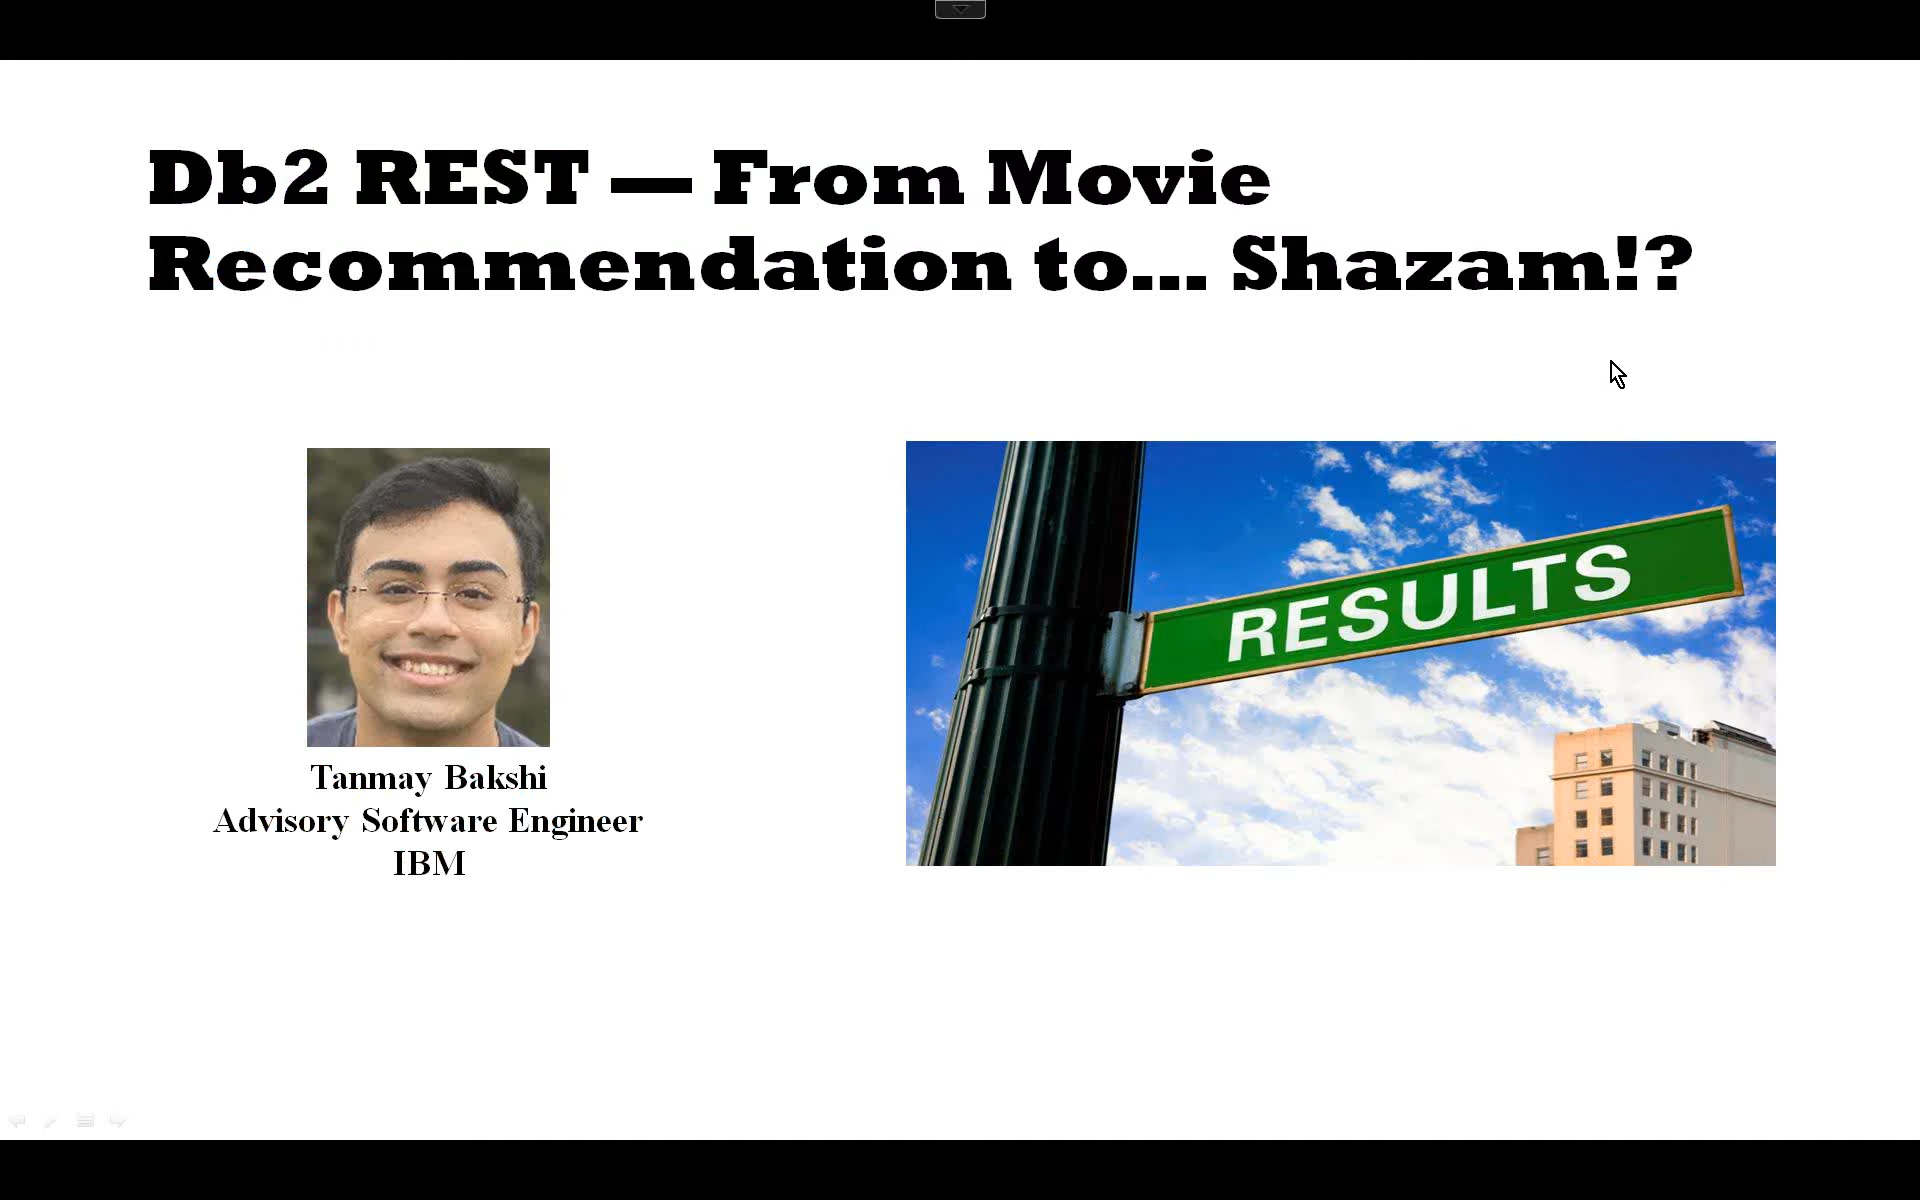 Db2 REST — From Movie
Recommendation to... Shazam!?
RESULTS
Tanmay Bakshi
Advisory Software Engineer
IBM